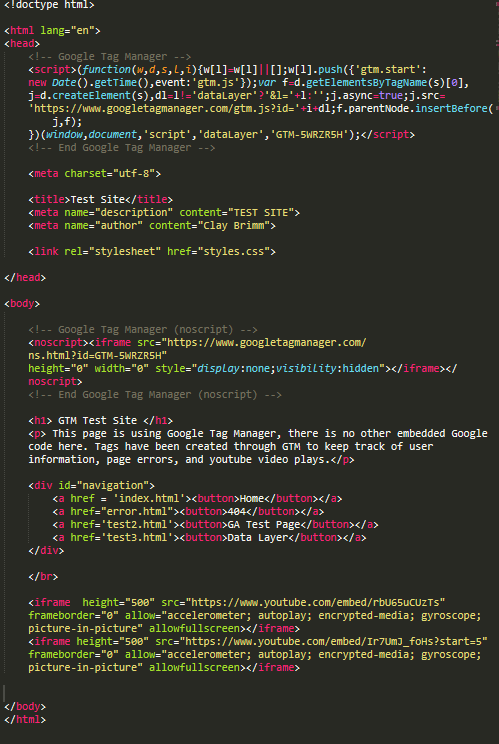 <!doctype html>
<html lang="en">
<head>
<!-- Google Tag Manager -->
<script>(function(w,d,s,l,i){w[l]=w[l]||[];w[l].push({'gtm.start':
new Date().getTime(),event:'gtm.js'});var f=d.getElementsByTagName(s)[0],
j=d.createElement(s),dl=l!='dataLayer'?'&l='+l:'';j.async=true;j.src=
'https://www.googletagmanager.com/gtm.js?id='+i+dl;f.parentNode.insertBefore(
j,f);
})(window,document,'script','dataLayer','GTM-5WRZR5H');</script>
<!-- End Google Tag Manager -->
<meta charset="utf-8">
<title>Test Site</title>
<meta name="description" content="TEST SITE">
<meta name="author" content="Clay Brimm">
<link rel="stylesheet" href="styles.css">
</head>
<body>
<!-- Google Tag Manager (noscript) -->
<noscript><iframe src="https://www.googletagmanager.com/
ns.html?id=GTM-5WRZR5H"
height="0" width="0" style="display:none;visibility:hidden"></iframe></
noscript>
<!-- End Google Tag Manager (noscript) -->
<h1> GTM Test Site </h1>
<p> This page is using Google Tag Manager, there is no other embedded Google
code here. Tags have been created through GTM to keep track of user
information, page errors, and youtube video plays.</p>
<div id="navigation">
<a href = 'index.html'><button>Home</button></a>
<a href="error.html"><button>404</button></a>
<a href='test2.html'><button>GA Test Page</button></a>
<a href='test3.html'><button>Data Layer</button></a>
</div>
</br>
<iframe  height="500" src="https://www.youtube.com/embed/rbU65uCUzTs"
frameborder="0" allow="accelerometer; autoplay; encrypted-media; gyroscope;
picture-in-picture" allowfullscreen></iframe>
<iframe height="500" src="https://www.youtube.com/embed/Ir7UmJ_foHs?start=5"
frameborder="0" allow="accelerometer; autoplay; encrypted-media; gyroscope;
picture-in-picture" allowfullscreen></iframe>
</body>
</html>